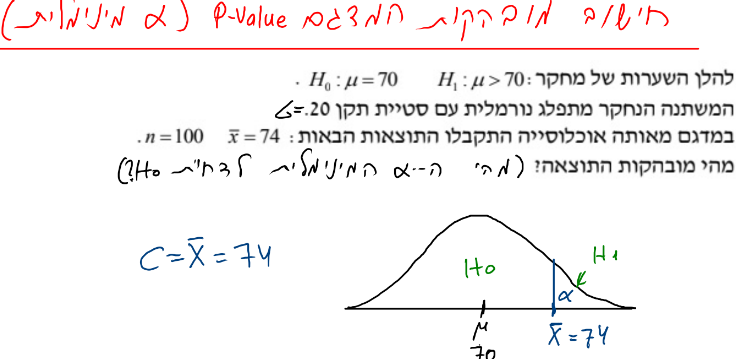 חישוב מובהקות המדגם P-Value (α מינימלית)
להלן השערות של מחקר: H₁ : μ > 70   H₀ : μ = 70 .
המשתנה הנחקר מתפלג נורמלית עם סטיית תקן 20. σ=
במדגם מאותה אוכלוסייה התקבלו התוצאות הבאות : x̄ = 74   n = 100 .
מהי מובהקות התוצאה? (מהי ה-α המינימלית לדחיית H₀?)
C = X̄ = 74
H₀
H₁
α
μ
70
X̄ = 74